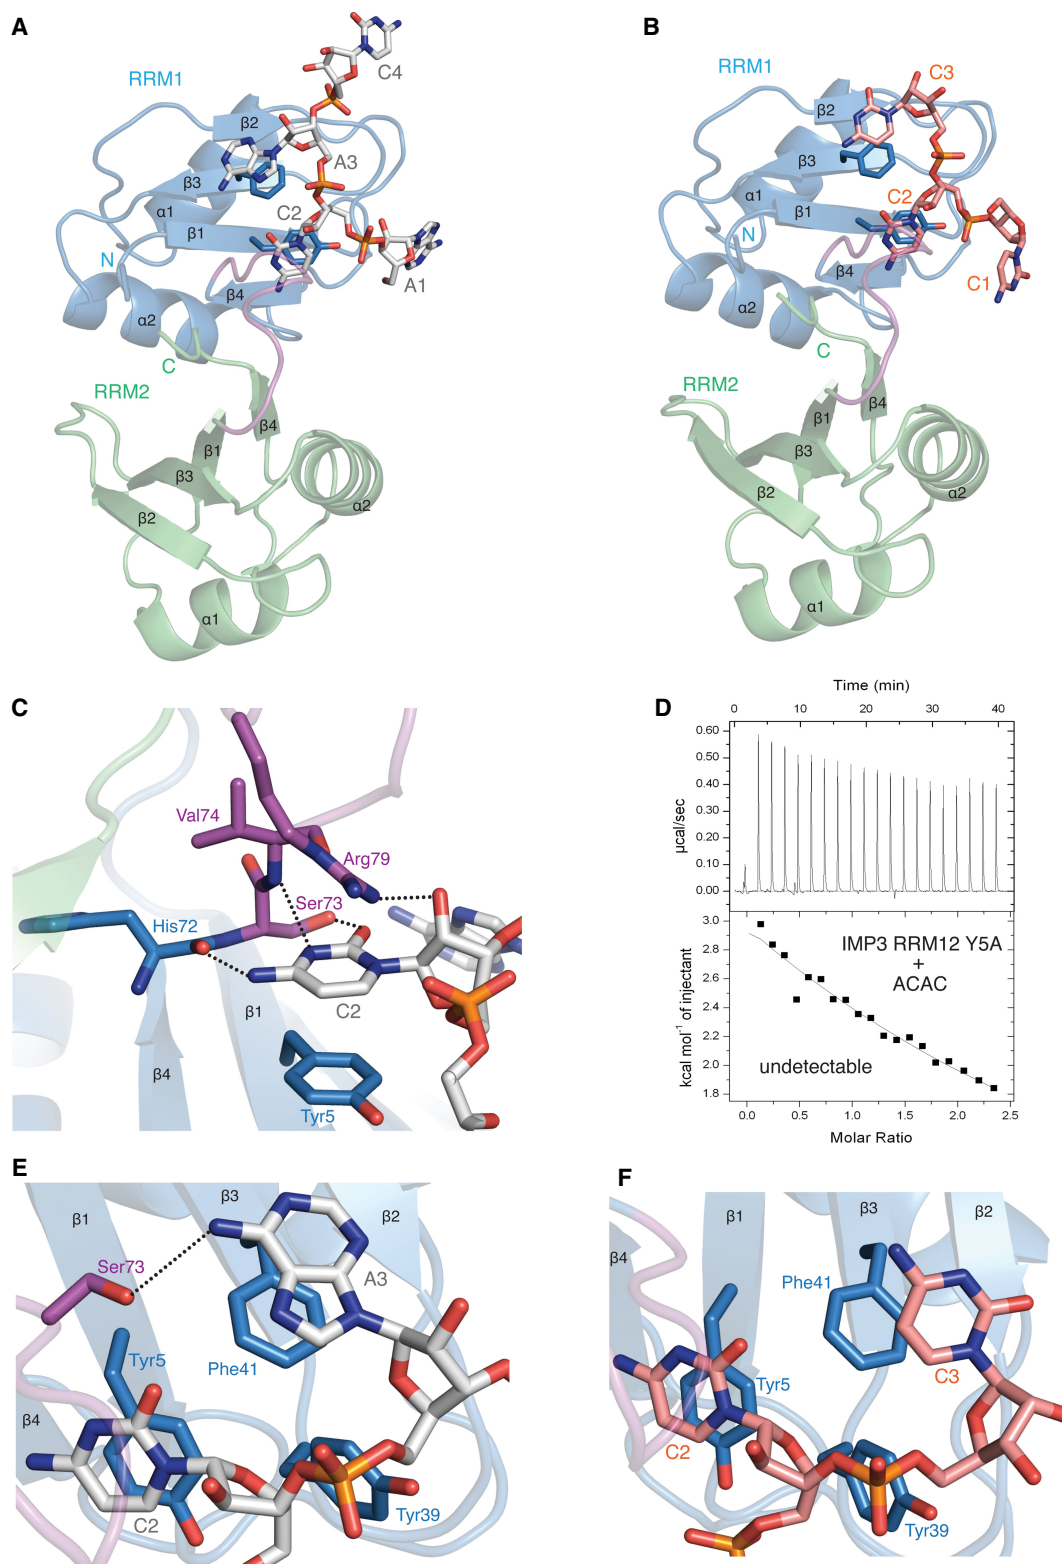 A
RRM1
C4
β2
A3
β3
α1
C2
β1
N
A1
β4
α2
C
RRM2
β4
β1
β3
α2
β2
α1
B
RRM1
C3
β2
β3
α1
C2
β1
N
β4
C1
α2
C
RRM2
β4
β1
β3
α2
β2
α1
C
Val74
Arg79
Ser73
His72
C2
β1
β4
Tyr5
D
Time (min)
0 10 20 30 40
0.60
0.50
0.40
0.30
0.20
0.10
0.00
µcal/sec
3.0
2.8
2.6
2.4
2.2
2.0
1.8
kcal mol⁻¹ of injectant
IMP3 RRM12 Y5A
+
ACAC
undetectable
0.0 0.5 1.0 1.5 2.0 2.5
Molar Ratio
E
β3
β2
β1
Ser73
A3
Tyr5
Phe41
β4
C2
Tyr39
F
β3
β2
β1
β4
Phe41
Tyr5
C3
C2
Tyr39